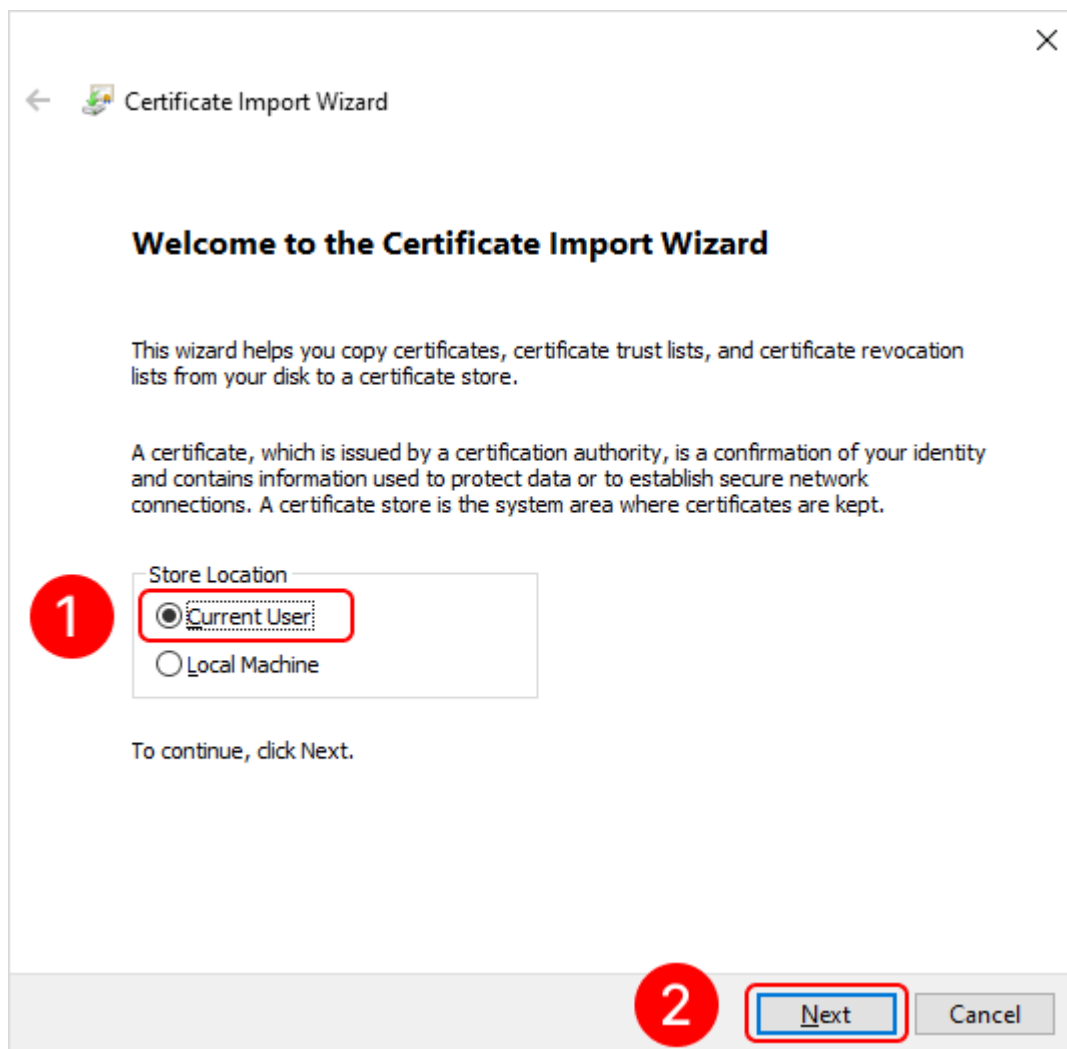 Certificate Import Wizard
Welcome to the Certificate Import Wizard
This wizard helps you copy certificates, certificate trust lists, and certificate revocation
lists from your disk to a certificate store.
A certificate, which is issued by a certification authority, is a confirmation of your identity
and contains information used to protect data or to establish secure network
connections. A certificate store is the system area where certificates are kept.
Store Location
1
Current User
Local Machine
To continue, click Next.
2
Next
Cancel